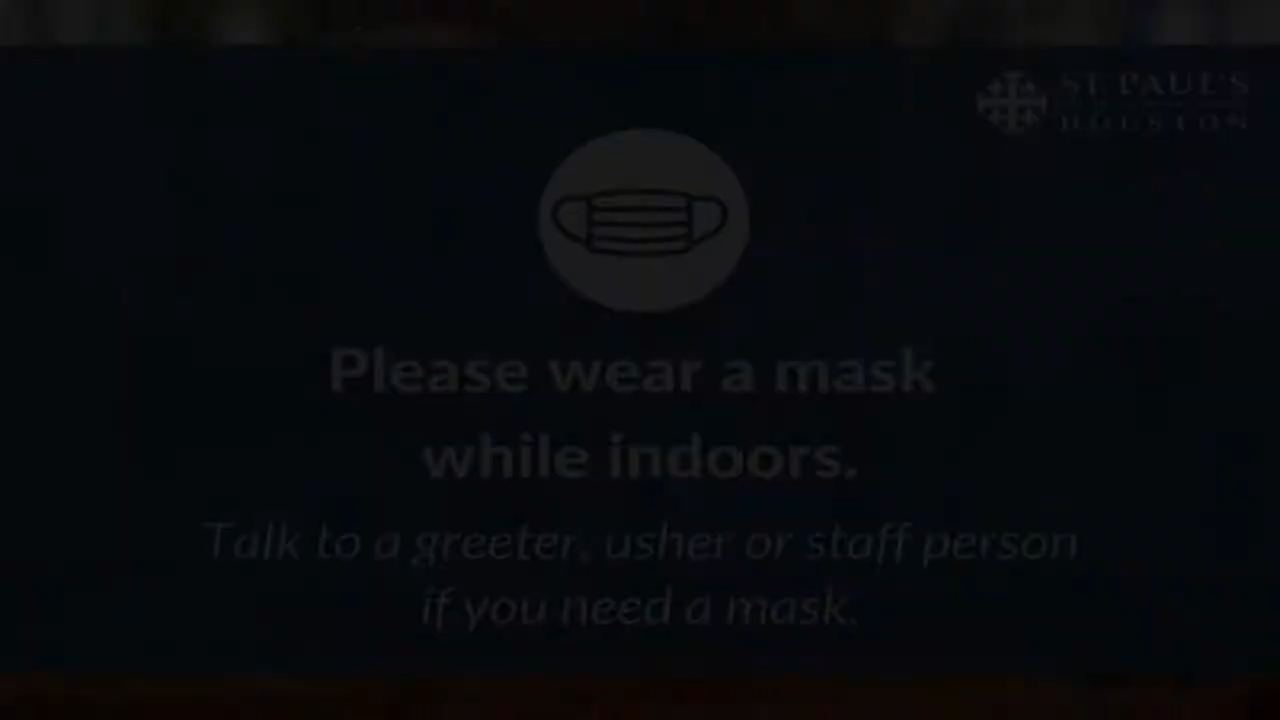 ST. PAUL'S
HOUSTON
Please wear a mask
while indoors.
Talk to a greeter, usher or staff person
if you need a mask.